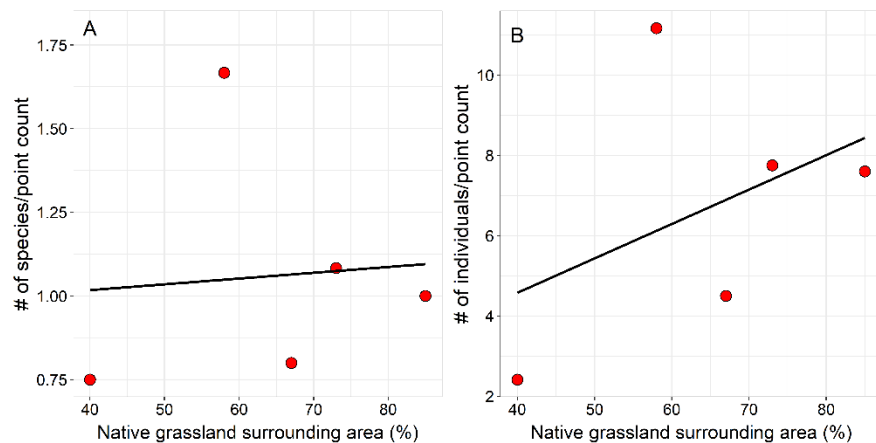 A
# of species/point count
1.75
1.50
1.25
1.00
0.75
40 50 60 70 80
Native grassland surrounding area (%)
B
# of individuals/point count
10
8
6
4
2
40 50 60 70 80
Native grassland surrounding area (%)